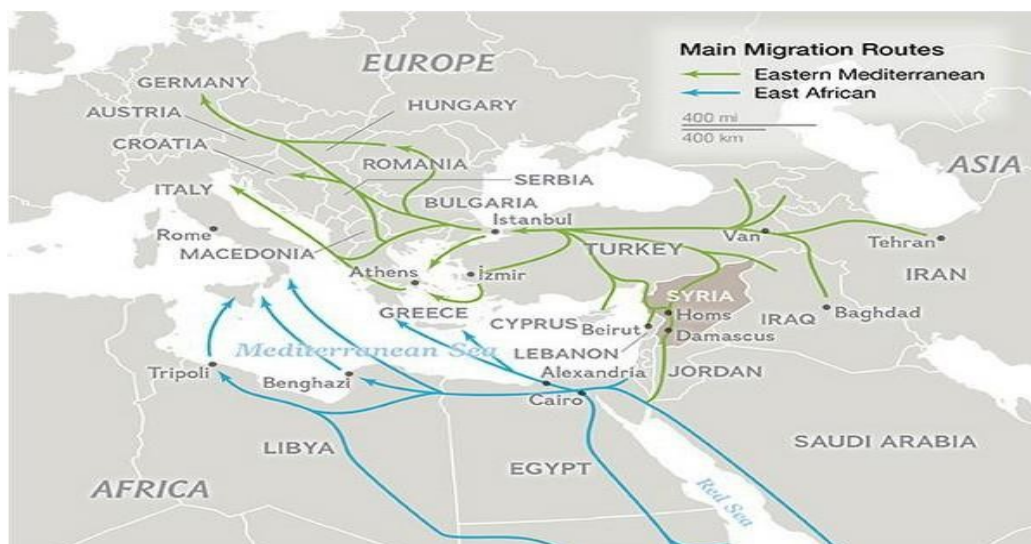 Main Migration Routes
Eastern Mediterranean
East African
400 mi
400 km
EUROPE
GERMANY
AUSTRIA
HUNGARY
CROATIA
ROMANIA
ASIA
ITALY
SERBIA
BULGARIA
Istanbul
Rome
MACEDONIA
TURKEY
Van
Tehran
Athens
İzmir
IRAN
GREECE
SYRIA
CYPRUS
Homs
IRAQ
Baghdad
Beirut
Damascus
Mediterranean Sea
LEBANON
Tripoli
Benghazi
Alexandria
JORDAN
Cairo
LIBYA
EGYPT
SAUDI ARABIA
AFRICA
Red Sea